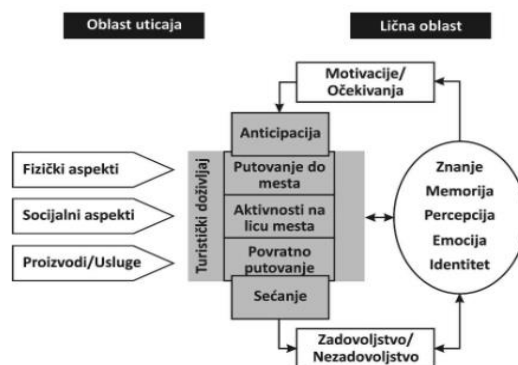 Oblast uticaja
Lična oblast
Motivacije/
Očekivanja
Anticipacija
Fizički aspekti
Socijalni aspekti
Proizvodi/Usluge
Turistički doživljaj
Putovanje do
mesta
Aktivnosti na
licu mesta
Povratno
putovanje
Sećanje
Znanje
Memorija
Percepcija
Emocija
Identitet
Zadovoljstvo/
Nezadovoljstvo